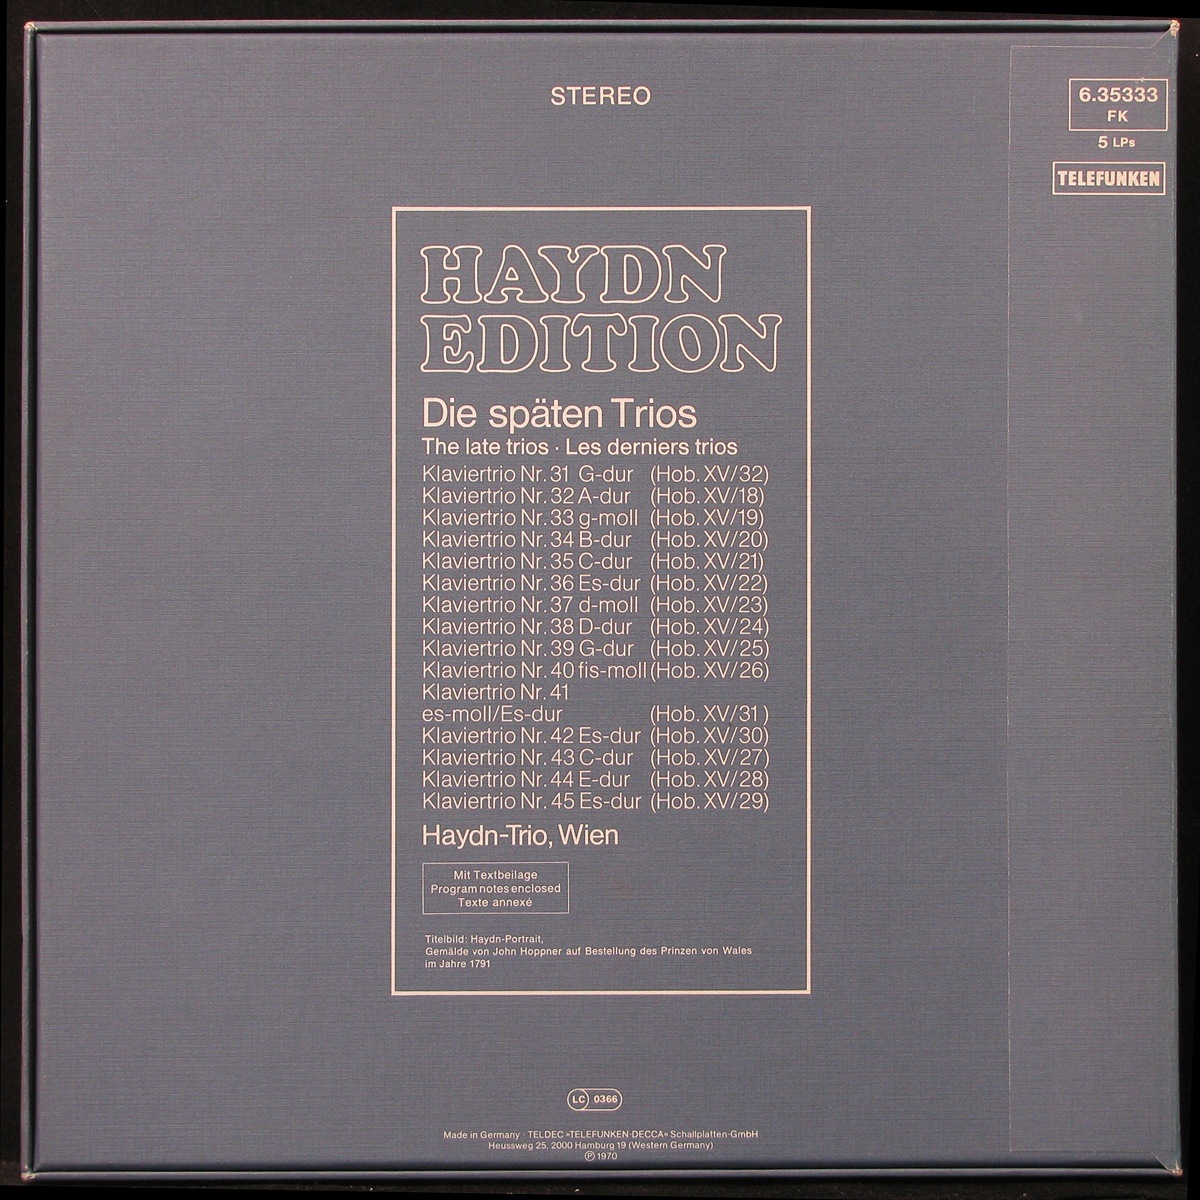 STEREO
6.35333
FK
5 LPs
TELEFUNKEN
HAYDN
EDITION
Die späten Trios
The late trios · Les derniers trios
Klaviertrio Nr. 31 G-dur (Hob. XV/32)
Klaviertrio Nr. 32 A-dur (Hob. XV/18)
Klaviertrio Nr. 33 g-moll (Hob. XV/19)
Klaviertrio Nr. 34 B-dur (Hob. XV/20)
Klaviertrio Nr. 35 C-dur (Hob. XV/21)
Klaviertrio Nr. 36 Es-dur (Hob. XV/22)
Klaviertrio Nr. 37 d-moll (Hob. XV/23)
Klaviertrio Nr. 38 D-dur (Hob. XV/24)
Klaviertrio Nr. 39 G-dur (Hob. XV/25)
Klaviertrio Nr. 40 fis-moll (Hob. XV/26)
Klaviertrio Nr. 41
es-moll/Es-dur (Hob. XV/31)
Klaviertrio Nr. 42 Es-dur (Hob. XV/30)
Klaviertrio Nr. 43 C-dur (Hob. XV/27)
Klaviertrio Nr. 44 E-dur (Hob. XV/28)
Klaviertrio Nr. 45 Es-dur (Hob. XV/29)
Haydn-Trio, Wien
Mit Textbeilage
Program notes enclosed
Texte annexé
Titelbild: Haydn-Portrait,
Gemälde von John Hoppner auf Bestellung des Prinzen von Wales
im Jahre 1791
LC 0366
Made in Germany · TELDEC »TELEFUNKEN-DECCA« Schallplatten-GmbH
Heussweg 25, 2000 Hamburg 19 (Western Germany)
℗ 1970